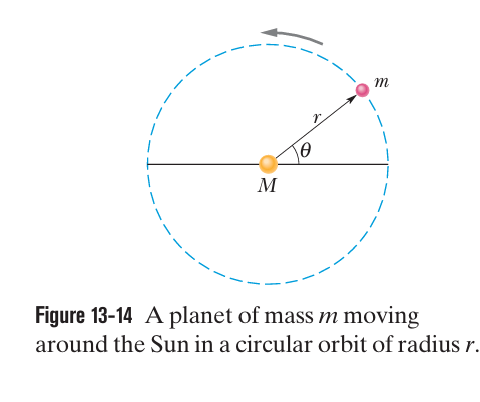 m
r
θ
M
Figure 13-14 A planet of mass m moving
around the Sun in a circular orbit of radius r.